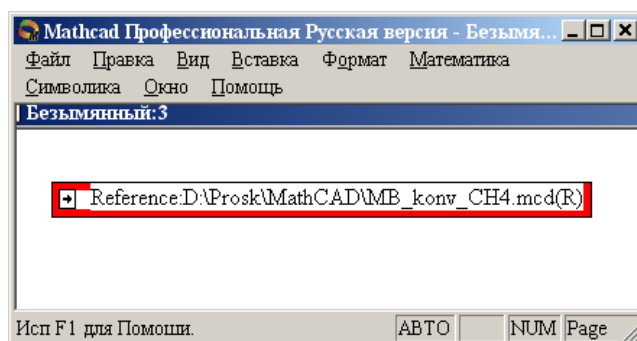 Mathcad Профессиональная Русская версия - Безымя...
Файл Правка Вид Вставка Формат Математика
Символика Окно Помощь
Безымянный:3
Reference:D:\Prosk\MathCAD\MB_konv_CH4.mcd(R)
Исп F1 для Помоши. АВТО NUM Page